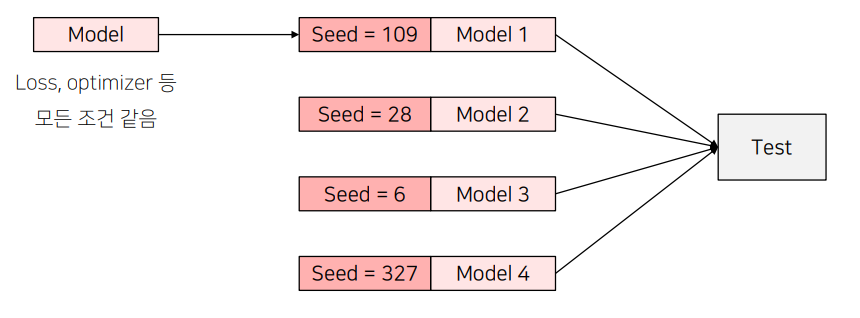 Model
Loss, optimizer 등
모든 조건 같음
Seed = 109 Model 1
Seed = 28 Model 2
Seed = 6 Model 3
Seed = 327 Model 4
Test